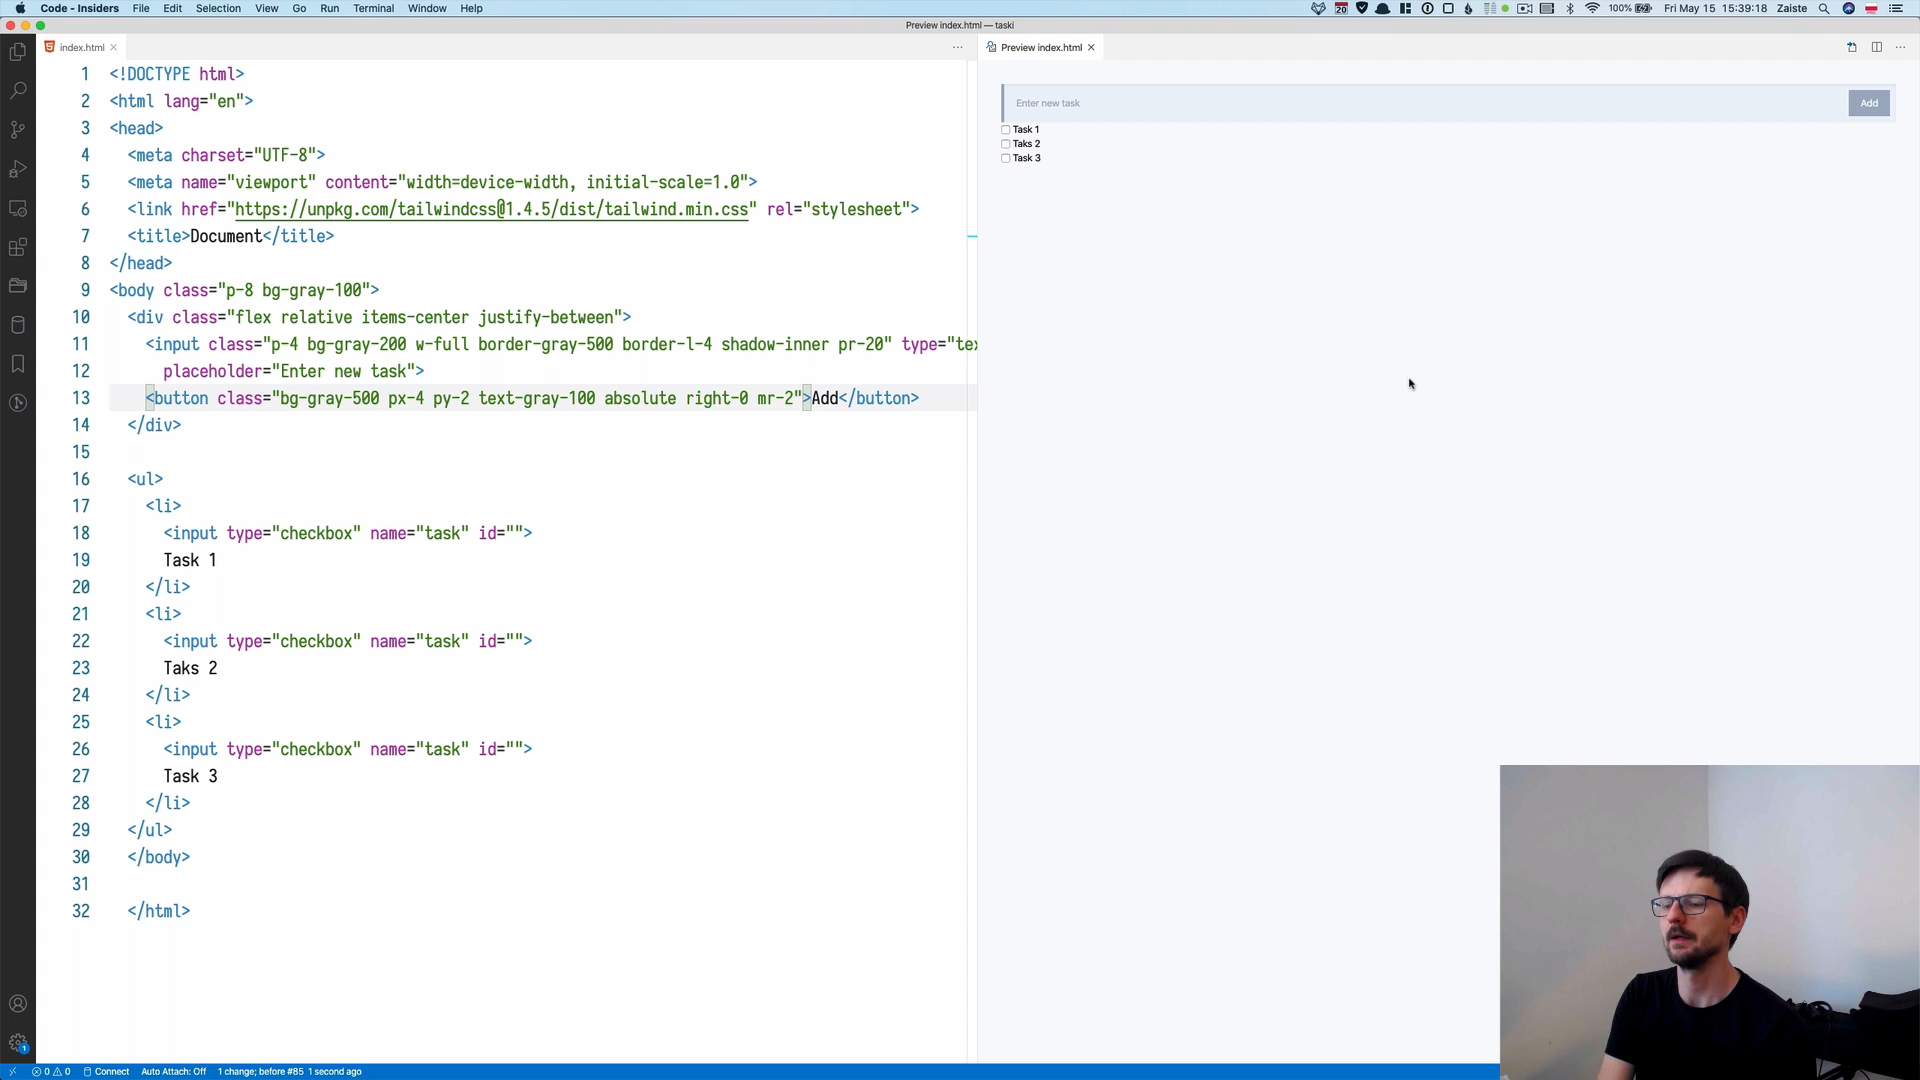 Code - Insiders File Edit Selection View Go Run Terminal Window Help
20 100% Fri May 15 15:39:18 Zaiste
Preview index.html — taski
index.html
Preview index.html
1 <!DOCTYPE html>
2 <html lang="en">
3 <head>
4 <meta charset="UTF-8">
5 <meta name="viewport" content="width=device-width, initial-scale=1.0">
6 <link href="https://unpkg.com/tailwindcss@1.4.5/dist/tailwind.min.css" rel="stylesheet">
7 <title>Document</title>
8 </head>
9 <body class="p-8 bg-gray-100">
10 <div class="flex relative items-center justify-between">
11 <input class="p-4 bg-gray-200 w-full border-gray-500 border-l-4 shadow-inner pr-20" type="tex
12 placeholder="Enter new task">
13 <button class="bg-gray-500 px-4 py-2 text-gray-100 absolute right-0 mr-2">Add</button>
14 </div>
15
16 <ul>
17 <li>
18 <input type="checkbox" name="task" id="">
19 Task 1
20 </li>
21 <li>
22 <input type="checkbox" name="task" id="">
23 Taks 2
24 </li>
25 <li>
26 <input type="checkbox" name="task" id="">
27 Task 3
28 </li>
29 </ul>
30 </body>
31
32 </html>
Enter new task
Add
Task 1
Taks 2
Task 3
1
0 0 Connect Auto Attach: Off 1 change; before #85 1 second ago